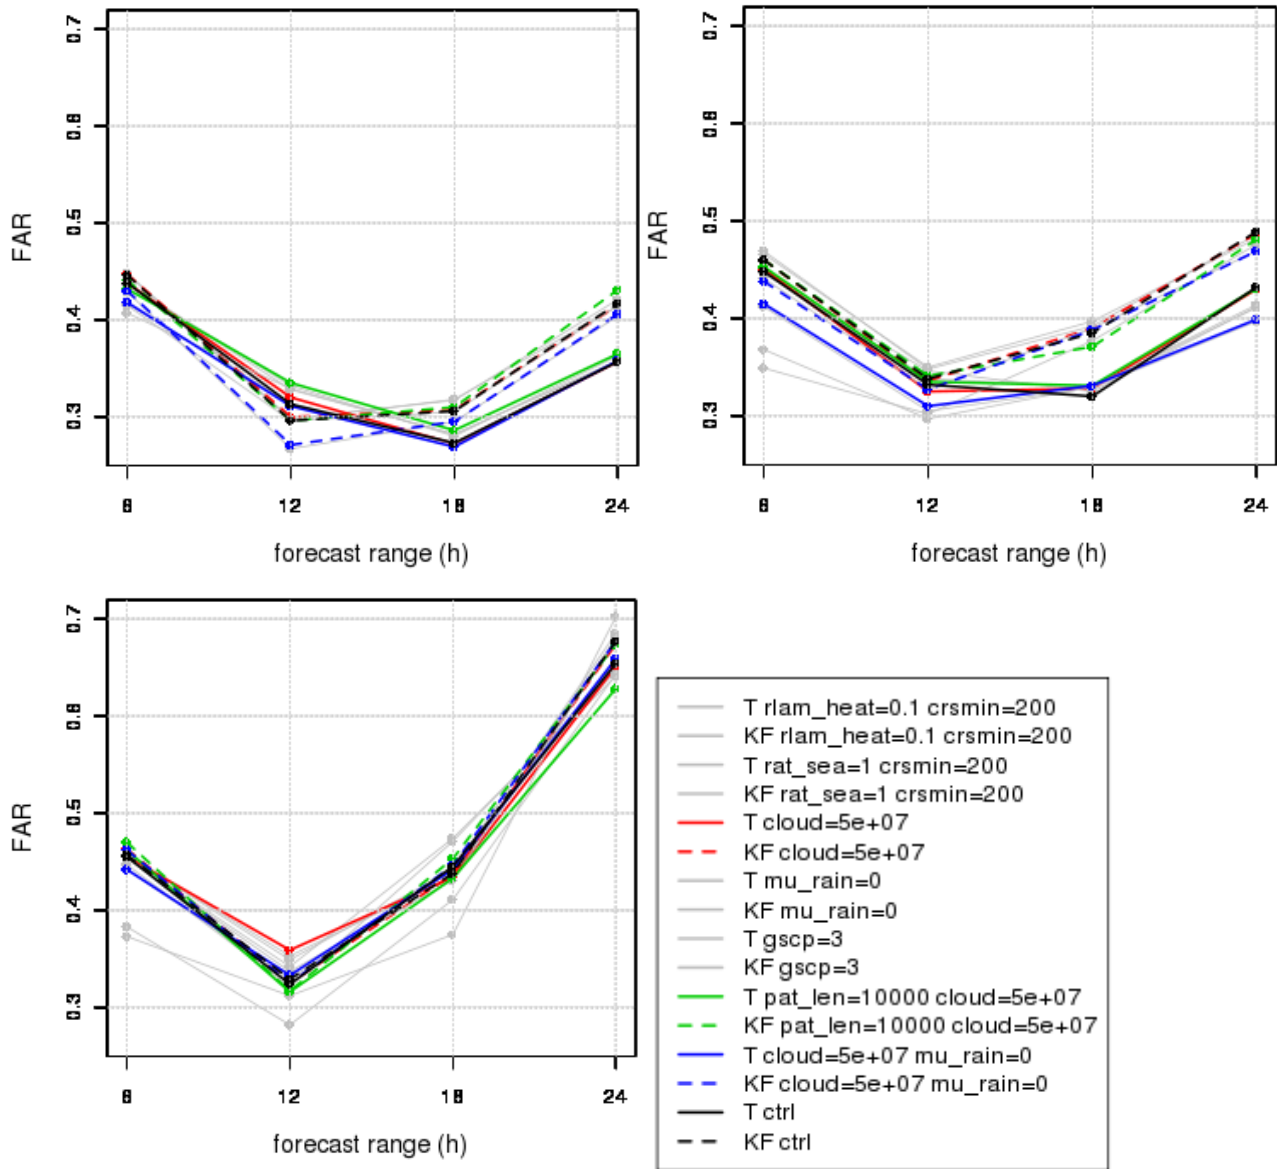 0.7
0.6
0.5
0.4
0.3
FAR
6 12 18 24
forecast range (h)
0.7
0.6
0.5
0.4
0.3
FAR
6 12 18 24
forecast range (h)
0.7
0.6
0.5
0.4
0.3
FAR
6 12 18 24
forecast range (h)
T rlam_heat=0.1 crsmin=200
KF rlam_heat=0.1 crsmin=200
T rat_sea=1 crsmin=200
KF rat_sea=1 crsmin=200
T cloud=5e+07
KF cloud=5e+07
T mu_rain=0
KF mu_rain=0
T gscp=3
KF gscp=3
T pat_len=10000 cloud=5e+07
KF pat_len=10000 cloud=5e+07
T cloud=5e+07 mu_rain=0
KF cloud=5e+07 mu_rain=0
T ctrl
KF ctrl